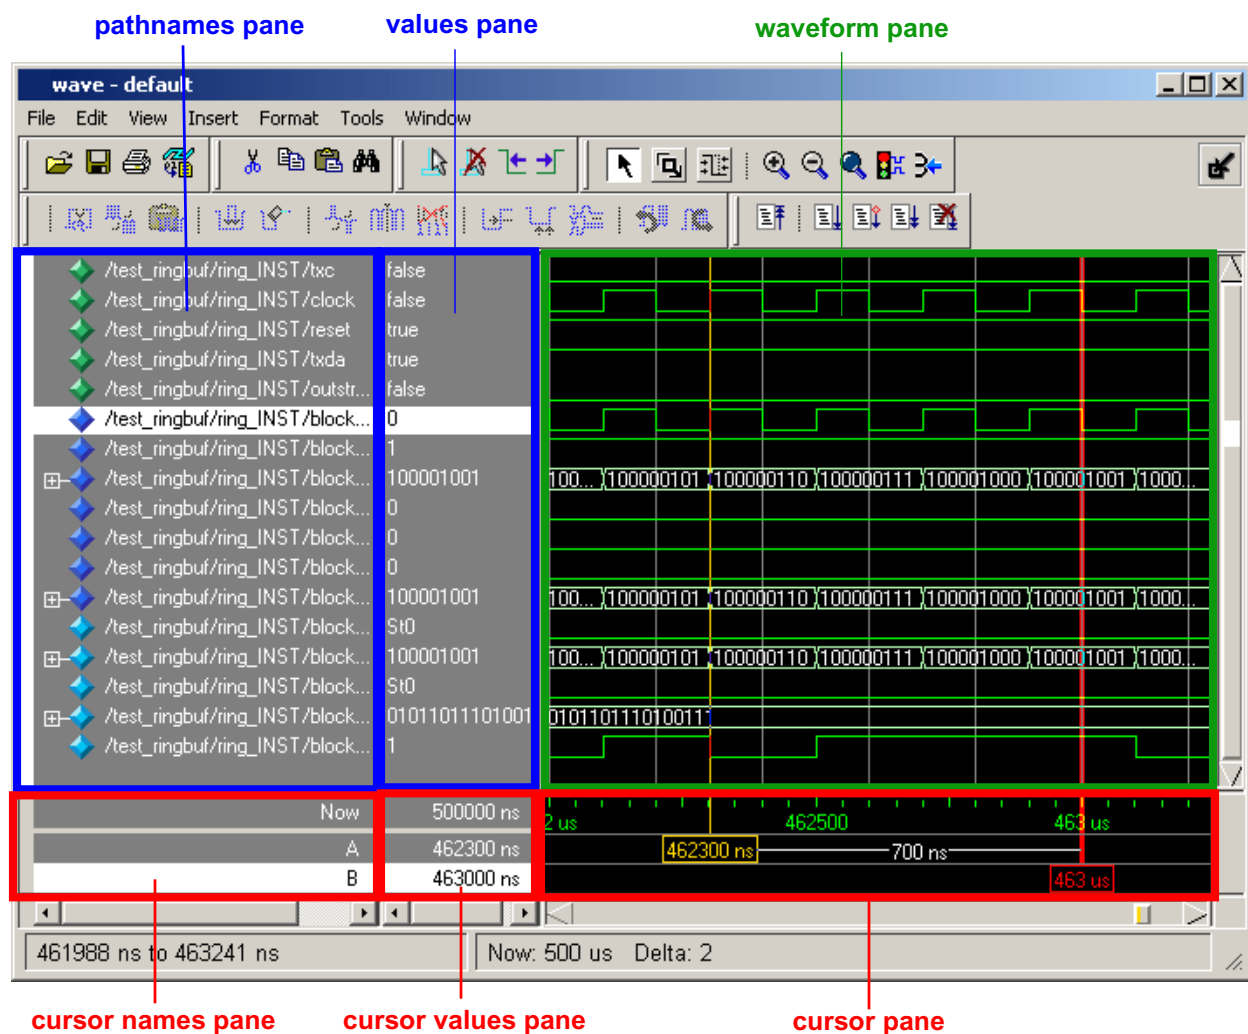 pathnames pane values pane waveform pane
wave - default
File Edit View Insert Format Tools Window
/test_ringbuf/ring_INST/txc false
/test_ringbuf/ring_INST/clock false
/test_ringbuf/ring_INST/reset true
/test_ringbuf/ring_INST/txda true
/test_ringbuf/ring_INST/outstr... false
/test_ringbuf/ring_INST/block... 0
/test_ringbuf/ring_INST/block... 1
/test_ringbuf/ring_INST/block... 100001001 100... 100000101 100000110 100000111 100001000 100001001 1000...
/test_ringbuf/ring_INST/block... 0
/test_ringbuf/ring_INST/block... 0
/test_ringbuf/ring_INST/block... 0
/test_ringbuf/ring_INST/block... 100001001 100... 100000101 100000110 100000111 100001000 100001001 1000...
/test_ringbuf/ring_INST/block... St0
/test_ringbuf/ring_INST/block... 100001001 100... 100000101 100000110 100000111 100001000 100001001 1000...
/test_ringbuf/ring_INST/block... St0
/test_ringbuf/ring_INST/block... 01011011101001 010110111010011
/test_ringbuf/ring_INST/block... 1
Now 500000 ns 2 us 462500 463 us
A 462300 ns 462300 ns 700 ns
B 463000 ns 463 us
461988 ns to 463241 ns Now: 500 us Delta: 2
cursor names pane cursor values pane cursor pane